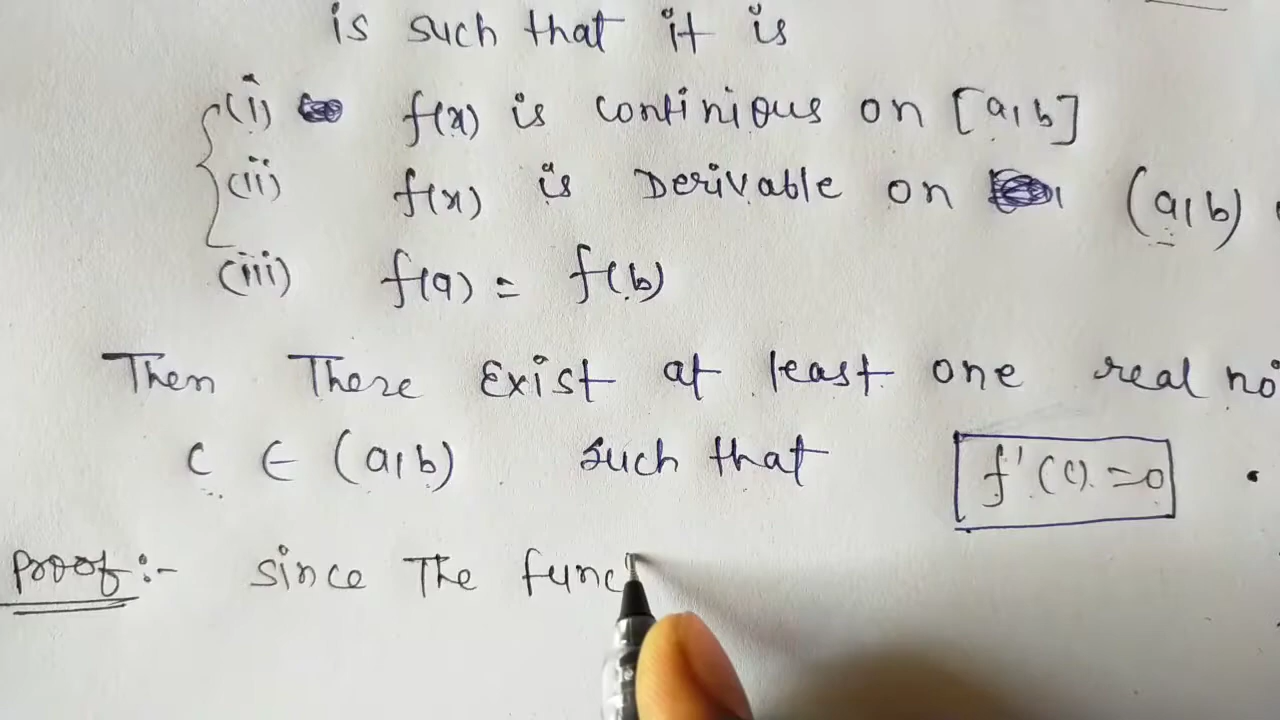 is such that it is
(i) f(x) is continious on [a,b]
(ii) f(x) is Derivable on (a,b)
(iii) f(a) = f(b)
Then There Exist at least one real no
c ∈ (a,b) such that f'(c) = 0 .
Proof:- since The func